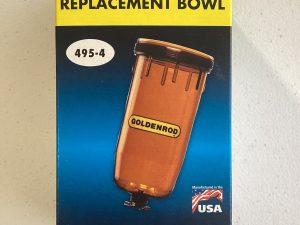 REPLACEMENT BOWL
495-4
GOLDENROD
Manufactured in the
USA